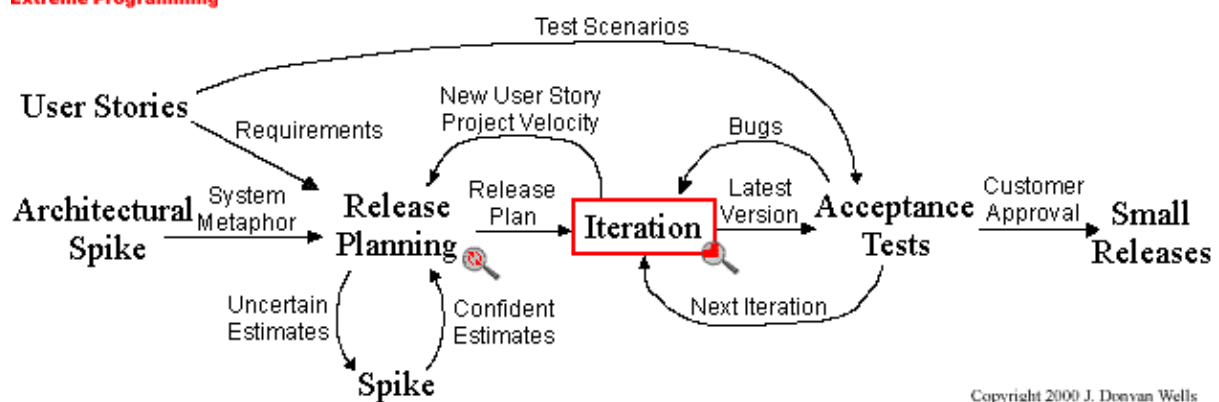 Extreme Programming
Test Scenarios
User Stories
New User Story
Project Velocity
Bugs
Requirements
Architectural
Spike
System
Metaphor
Release
Planning
Release
Plan
Iteration
Latest
Version
Acceptance
Tests
Customer
Approval
Small
Releases
Uncertain
Estimates
Confident
Estimates
Next Iteration
Spike
Copyright 2000 J. Donvan Wells